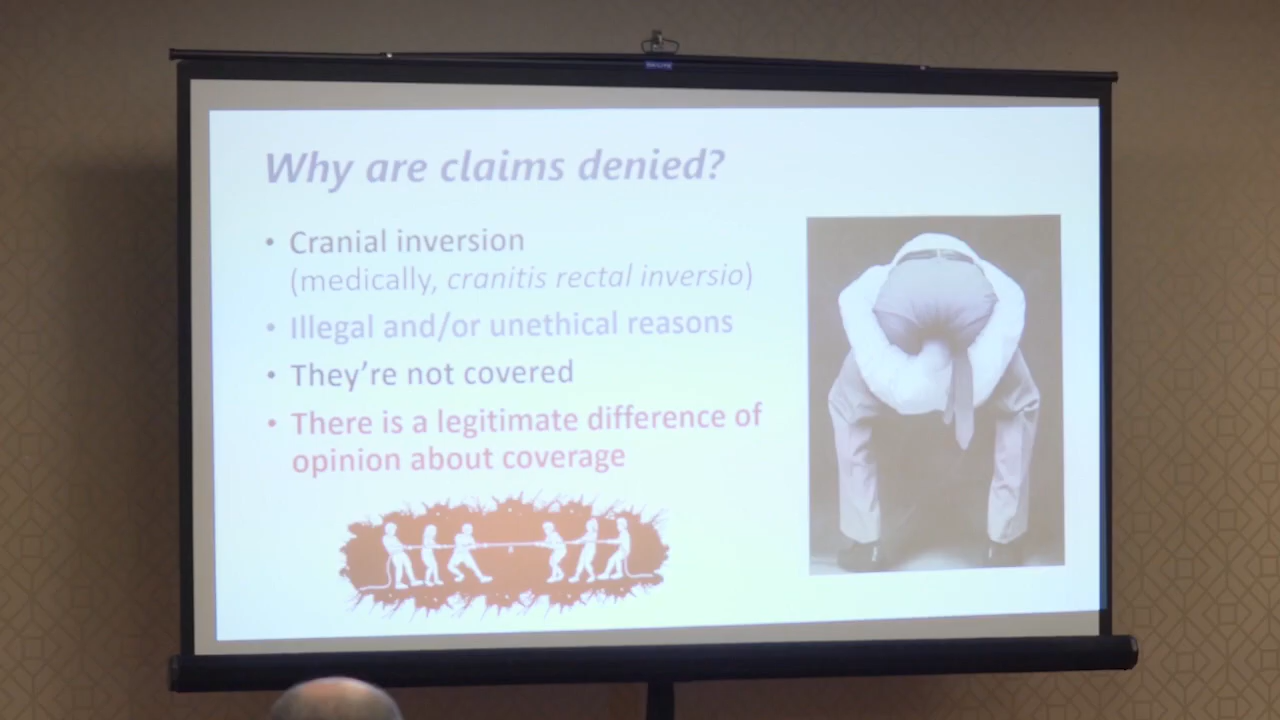 Why are claims denied?
• Cranial inversion
(medically, cranitis rectal inversio)
• Illegal and/or unethical reasons
• They’re not covered
• There is a legitimate difference of
opinion about coverage